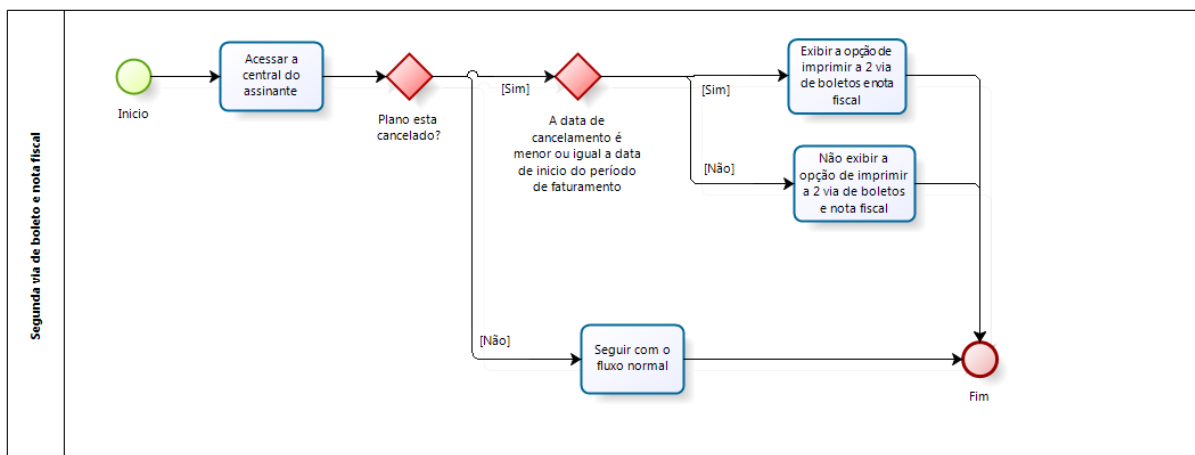 Segunda via de boleto e nota fiscal
Inicio
Acessar a
central do
assinante
Plano esta
cancelado?
[Sim]
A data de
cancelamento é
menor ou igual a data
de inicio do período
de faturamento
[Sim]
Exibir a opção de
imprimir a 2 via
de boletos e nota
fiscal
[Não]
Não exibir a
opção de imprimir
a 2 via de boletos
e nota fiscal
[Não]
Seguir com o
fluxo normal
Fim